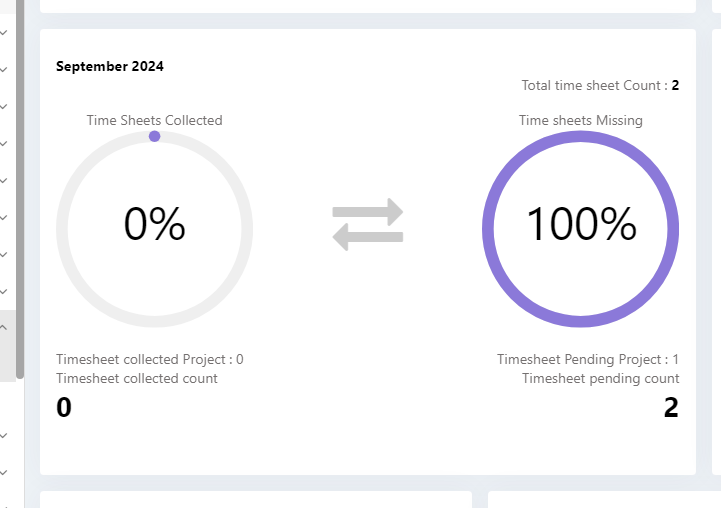 September 2024
Total time sheet Count : 2
Time Sheets Collected
Time sheets Missing
0%
100%
Timesheet collected Project : 0
Timesheet Pending Project : 1
Timesheet collected count
Timesheet pending count
0
2